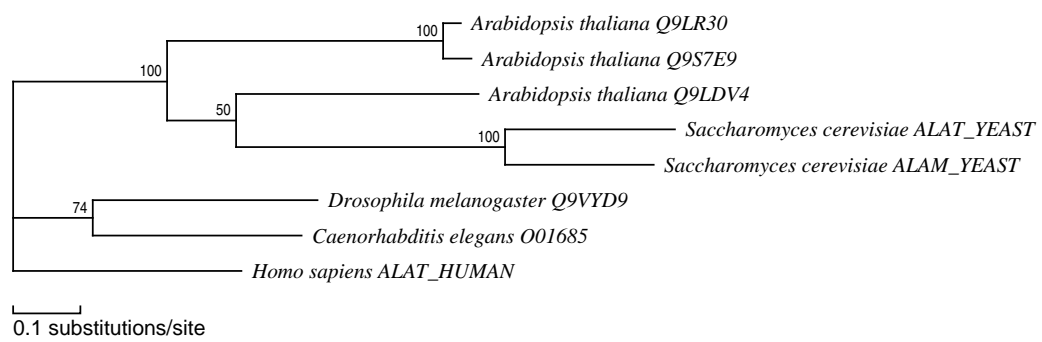 100 Arabidopsis thaliana Q9LR30
Arabidopsis thaliana Q9S7E9
100
50 Arabidopsis thaliana Q9LDV4
100 Saccharomyces cerevisiae ALAT_YEAST
Saccharomyces cerevisiae ALAM_YEAST
74 Drosophila melanogaster Q9VYD9
Caenorhabditis elegans O01685
Homo sapiens ALAT_HUMAN
0.1 substitutions/site